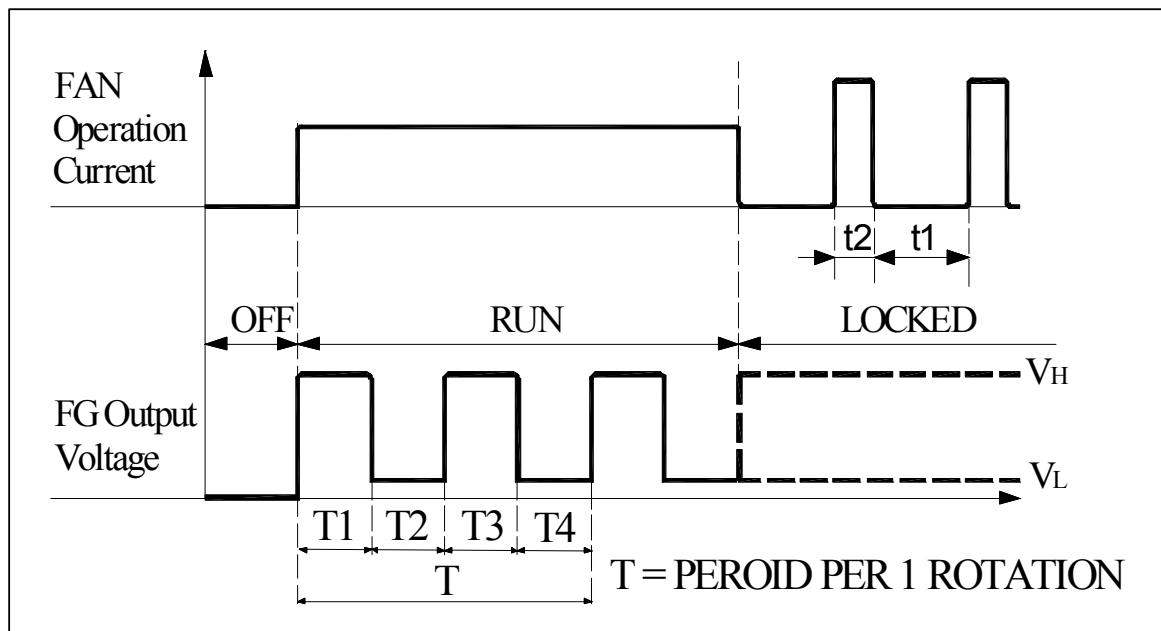 FAN
Operation
Current
t2 t1
OFF RUN LOCKED
VH
FG Output
Voltage
VL
T1 T2 T3 T4
T
T = PEROID PER 1 ROTATION